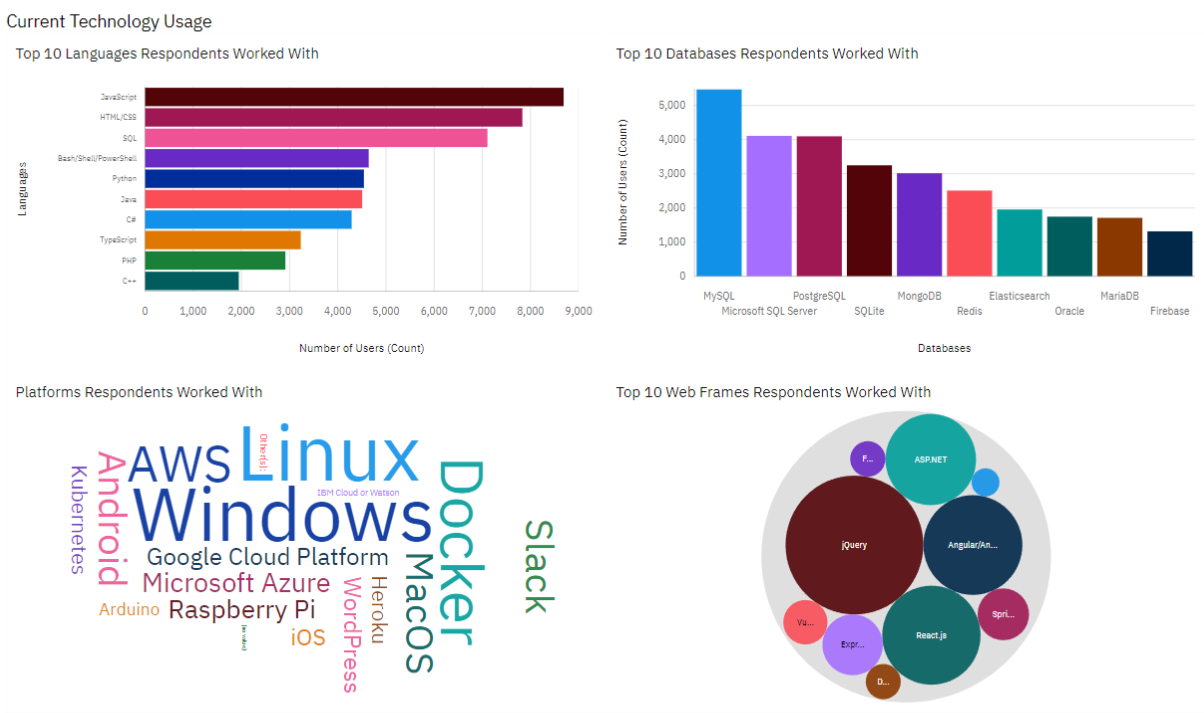 Current Technology Usage
Top 10 Languages Respondents Worked With
Languages
JavaScript
HTML/CSS
SQL
Bash/Shell/PowerShell
Python
Java
C#
TypeScript
PHP
C++
0 1,000 2,000 3,000 4,000 5,000 6,000 7,000 8,000 9,000
Number of Users (Count)
Top 10 Databases Respondents Worked With
Number of Users (Count)
5,000
4,000
3,000
2,000
1,000
0
MySQL PostgreSQL MongoDB Elasticsearch MariaDB
Microsoft SQL Server SQLite Redis Oracle Firebase
Databases
Platforms Respondents Worked With
Kubernetes
Android
AWS
Other(s):
Linux
IBM Cloud or Watson
Windows
Docker
Slack
Google Cloud Platform
Microsoft Azure
MacOS
Arduino
Raspberry Pi
WordPress
Heroku
iOS
Top 10 Web Frames Respondents Worked With
F...
ASP.NET
jQuery
Angular/An...
Vu...
Expr...
React.js
Spri...
D...